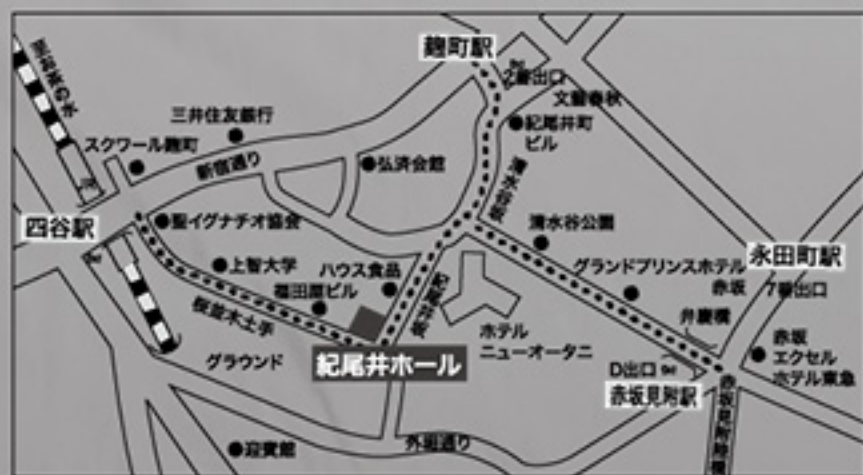 麹町駅
2番出口
文藝春秋
三井住友銀行
スクワール麹町
新宿通り
弘済会館
紀尾井町
ビル
清水谷坂
四谷駅
聖イグナチオ協会
上智大学
ハウス食品
福田屋ビル
桜並木土手
紀尾井坂
清水谷公園
グランドプリンスホテル
赤坂
永田町駅
7番出口
弁慶橋
ホテル
ニューオータニ
グラウンド
紀尾井ホール
D出口
赤坂見附駅
赤坂
エクセル
ホテル東急
迎賓館
外堀通り